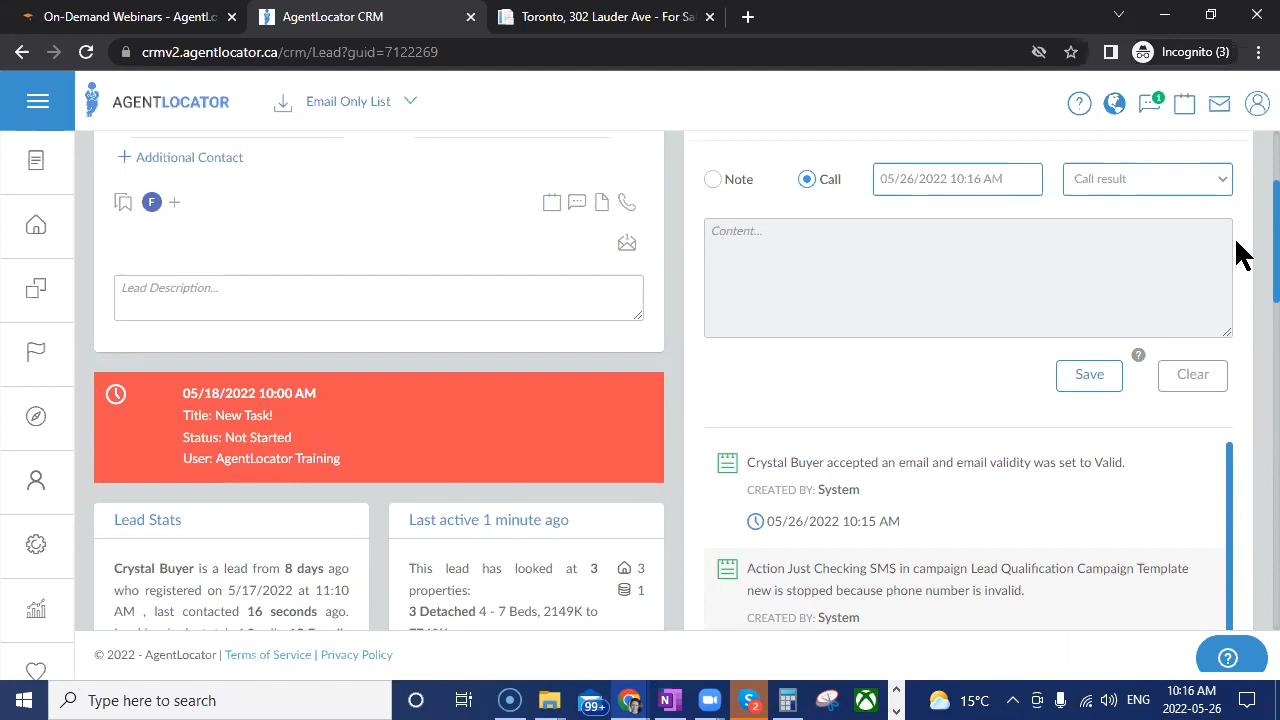 On-Demand Webinars - AgentLo
AgentLocator CRM
Toronto, 302 Lauder Ave - For Sal
crmv2.agentlocator.ca/crm/Lead?guid=7122269
Incognito (3)
AGENTLOCATOR
Email Only List
1
Additional Contact
F
1
Lead Description...
Note
Call
05/26/2022 10:16 AM
Call result
Content...
Save
Clear
05/18/2022 10:00 AM
Title: New Task!
Status: Not Started
User: AgentLocator Training
Crystal Buyer accepted an email and email validity was set to Valid.
CREATED BY: System
05/26/2022 10:15 AM
Action Just Checking SMS in campaign Lead Qualification Campaign Template
new is stopped because phone number is invalid.
CREATED BY: System
Lead Stats
Crystal Buyer is a lead from 8 days ago
who registered on 5/17/2022 at 11:10
AM , last contacted 16 seconds ago.
Last active 1 minute ago
This lead has looked at 3
properties:
3 Detached 4 - 7 Beds, 2149K to
3
1
© 2022 - AgentLocator | Terms of Service | Privacy Policy
Type here to search
99+
2
15°C
ENG
10:16 AM
2022-05-26